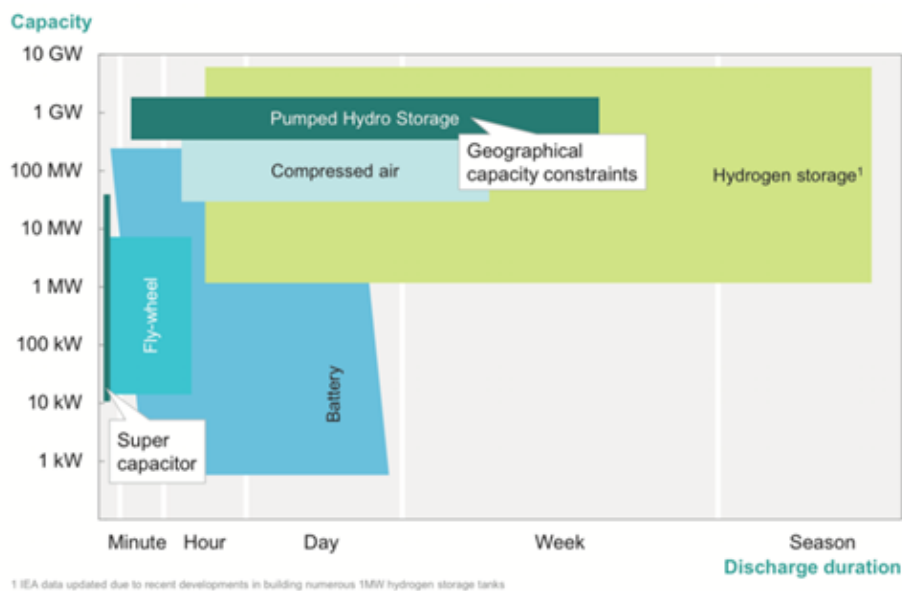 Capacity
10 GW
1 GW
100 MW
10 MW
1 MW
100 kW
10 kW
1 kW
Pumped Hydro Storage
Geographical
capacity constraints
Compressed air
Hydrogen storage¹
Fly-wheel
Battery
Super
capacitor
Minute
Hour
Day
Week
Season
Discharge duration
1 IEA data updated due to recent developments in building numerous 1MW hydrogen storage tanks